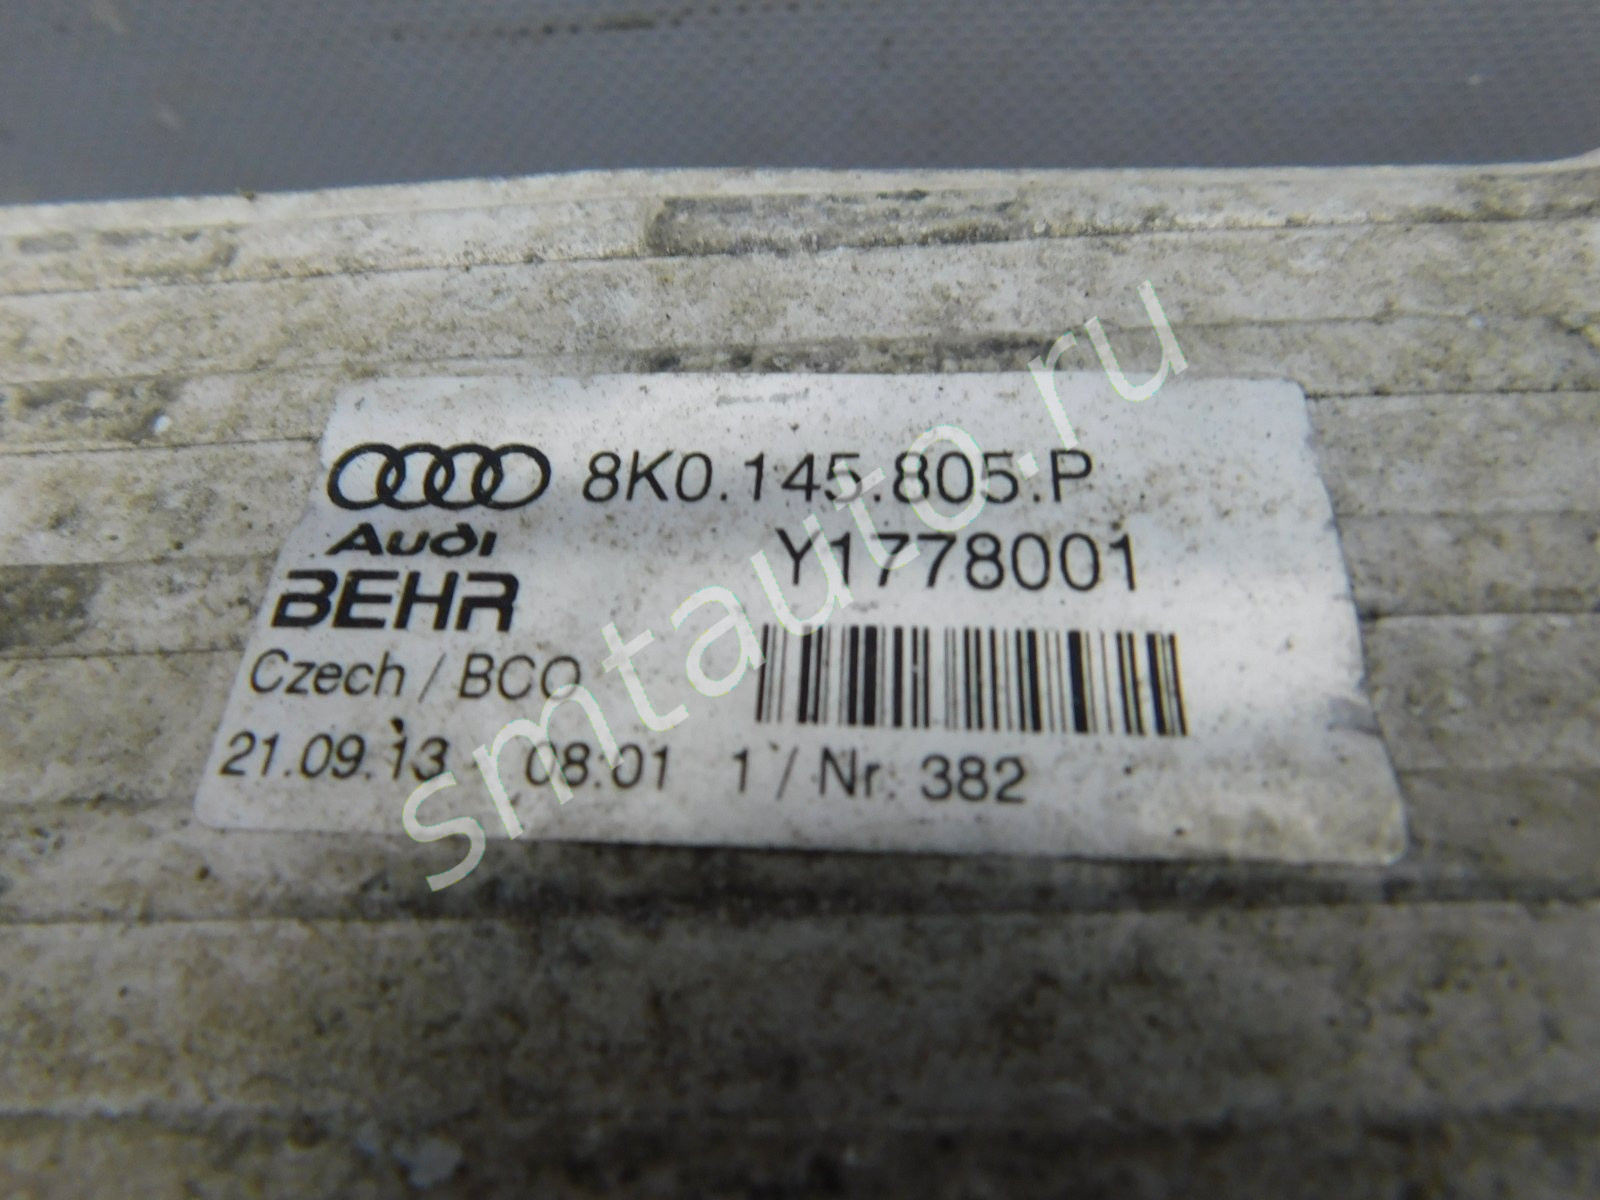 8K0.145.805.P
Audi
Y1778001
BEHR
Czech / BCO
21.09.13 08:01 1 / Nr. 382
smtauto.ru